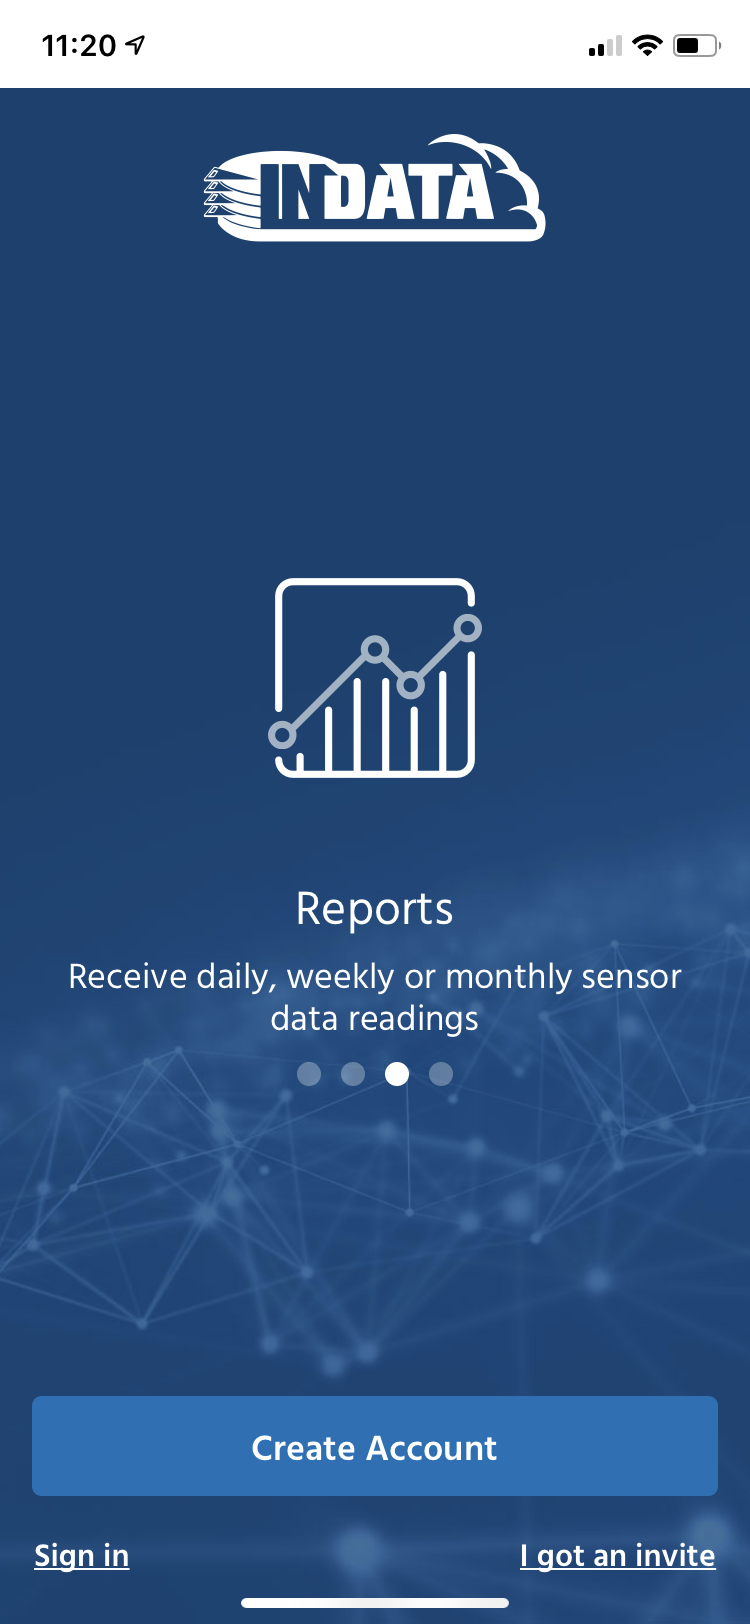 11:20
INDATA
Reports
Receive daily, weekly or monthly sensor
data readings
Create Account
Sign in
I got an invite